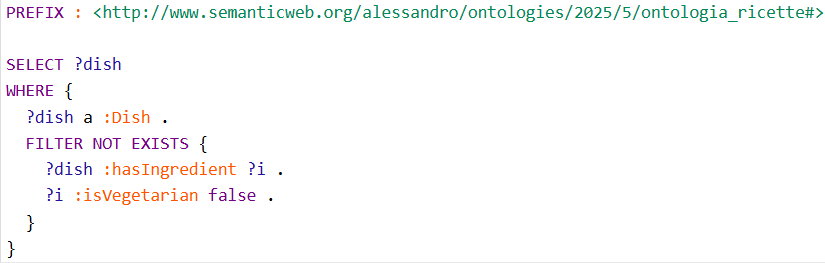 PREFIX : <http://www.semanticweb.org/alessandro/ontologies/2025/5/ontologia_ricette#>

SELECT ?dish
WHERE {
  ?dish a :Dish .
  FILTER NOT EXISTS {
    ?dish :hasIngredient ?i .
    ?i :isVegetarian false .
  }
}